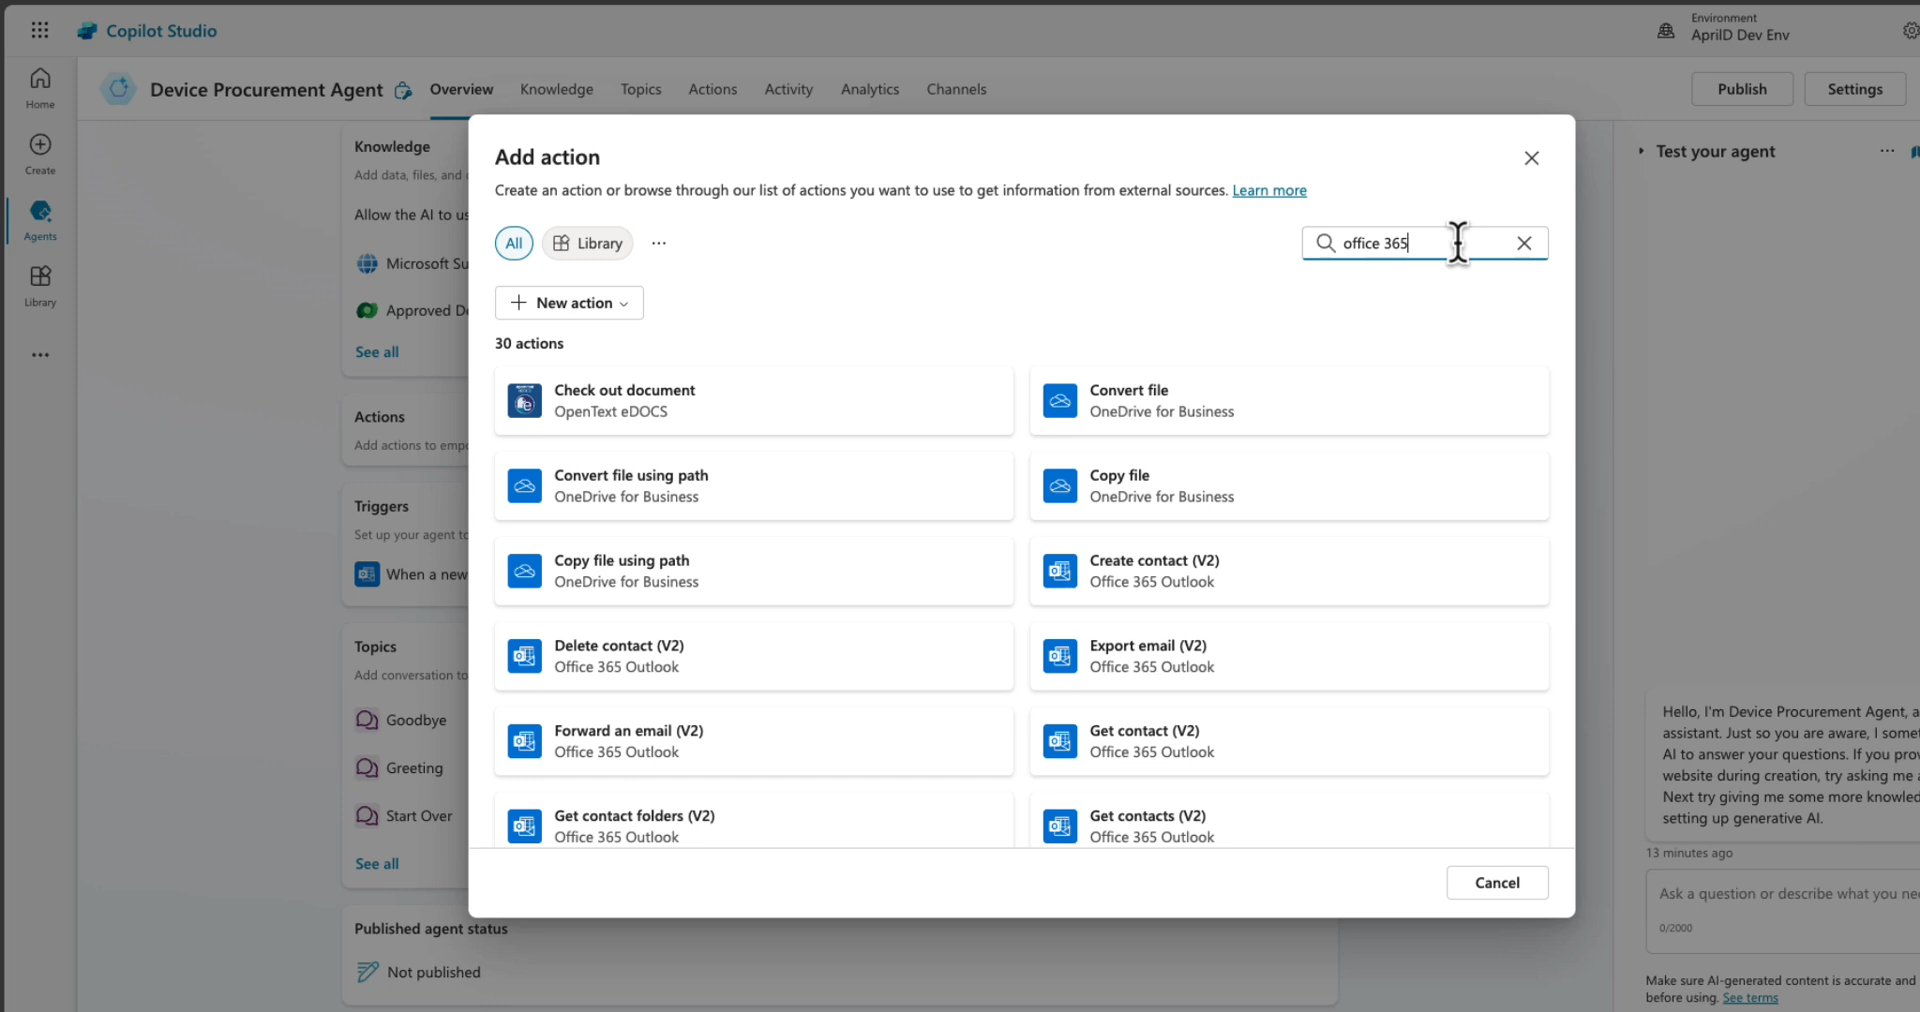 Copilot Studio
Environment
AprilD Dev Env
Home
Create
Agents
Library
Device Procurement Agent
Overview
Knowledge
Topics
Actions
Activity
Analytics
Channels
Publish
Settings
Knowledge
Add data, files, and
Allow the AI to us
Microsoft Su
Approved De
See all
Actions
Add actions to empo
Triggers
Set up your agent to
When a new
Topics
Add conversation to
Goodbye
Greeting
Start Over
See all
Published agent status
Not published
Add action
Create an action or browse through our list of actions you want to use to get information from external sources. Learn more
All
Library
office 365
New action
30 actions
Check out document
OpenText eDOCS
Convert file
OneDrive for Business
Convert file using path
OneDrive for Business
Copy file
OneDrive for Business
Copy file using path
OneDrive for Business
Create contact (V2)
Office 365 Outlook
Delete contact (V2)
Office 365 Outlook
Export email (V2)
Office 365 Outlook
Forward an email (V2)
Office 365 Outlook
Get contact (V2)
Office 365 Outlook
Get contact folders (V2)
Office 365 Outlook
Get contacts (V2)
Office 365 Outlook
Cancel
Test your agent
Hello, I'm Device Procurement Agent, a
assistant. Just so you are aware, I somet
AI to answer your questions. If you prov
website during creation, try asking me a
Next try giving me some more knowled
setting up generative AI.
13 minutes ago
Ask a question or describe what you nee
0/2000
Make sure AI-generated content is accurate and
before using. See terms